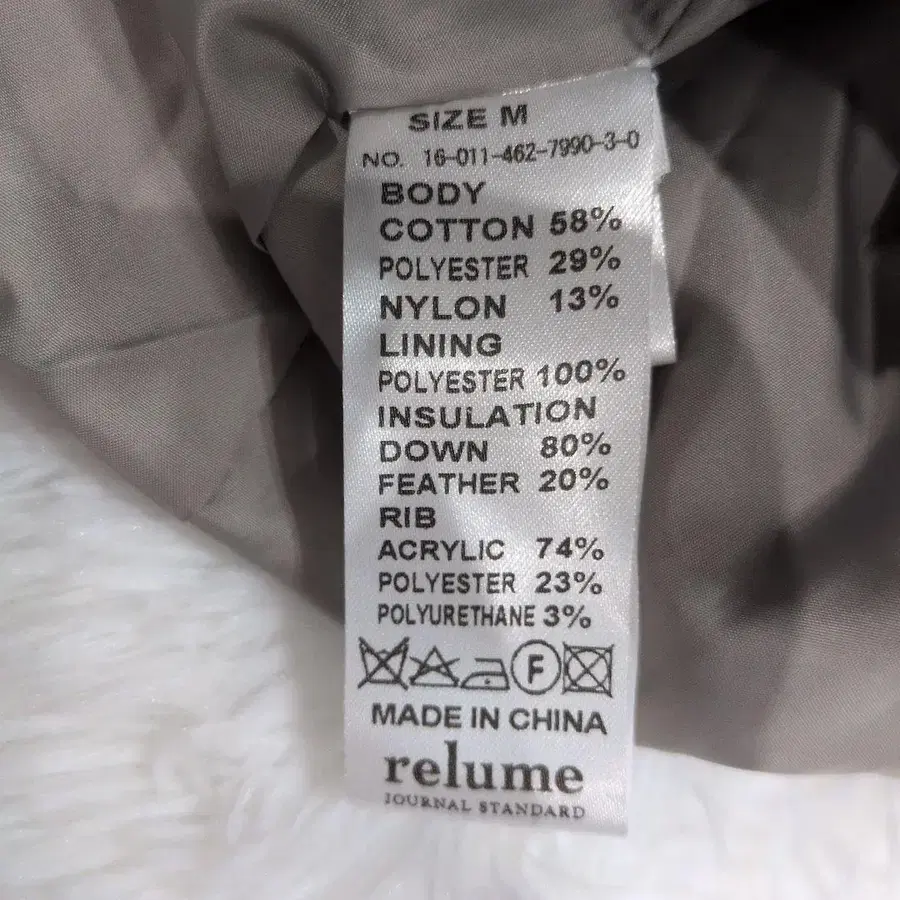 SIZE M
NO. 16-011-462-7990-3-0
BODY
COTTON 58%
POLYESTER 29%
NYLON 13%
LINING
POLYESTER 100%
INSULATION
DOWN 80%
FEATHER 20%
RIB
ACRYLIC 74%
POLYESTER 23%
POLYURETHANE 3%
F
MADE IN CHINA
relume
JOURNAL STANDARD